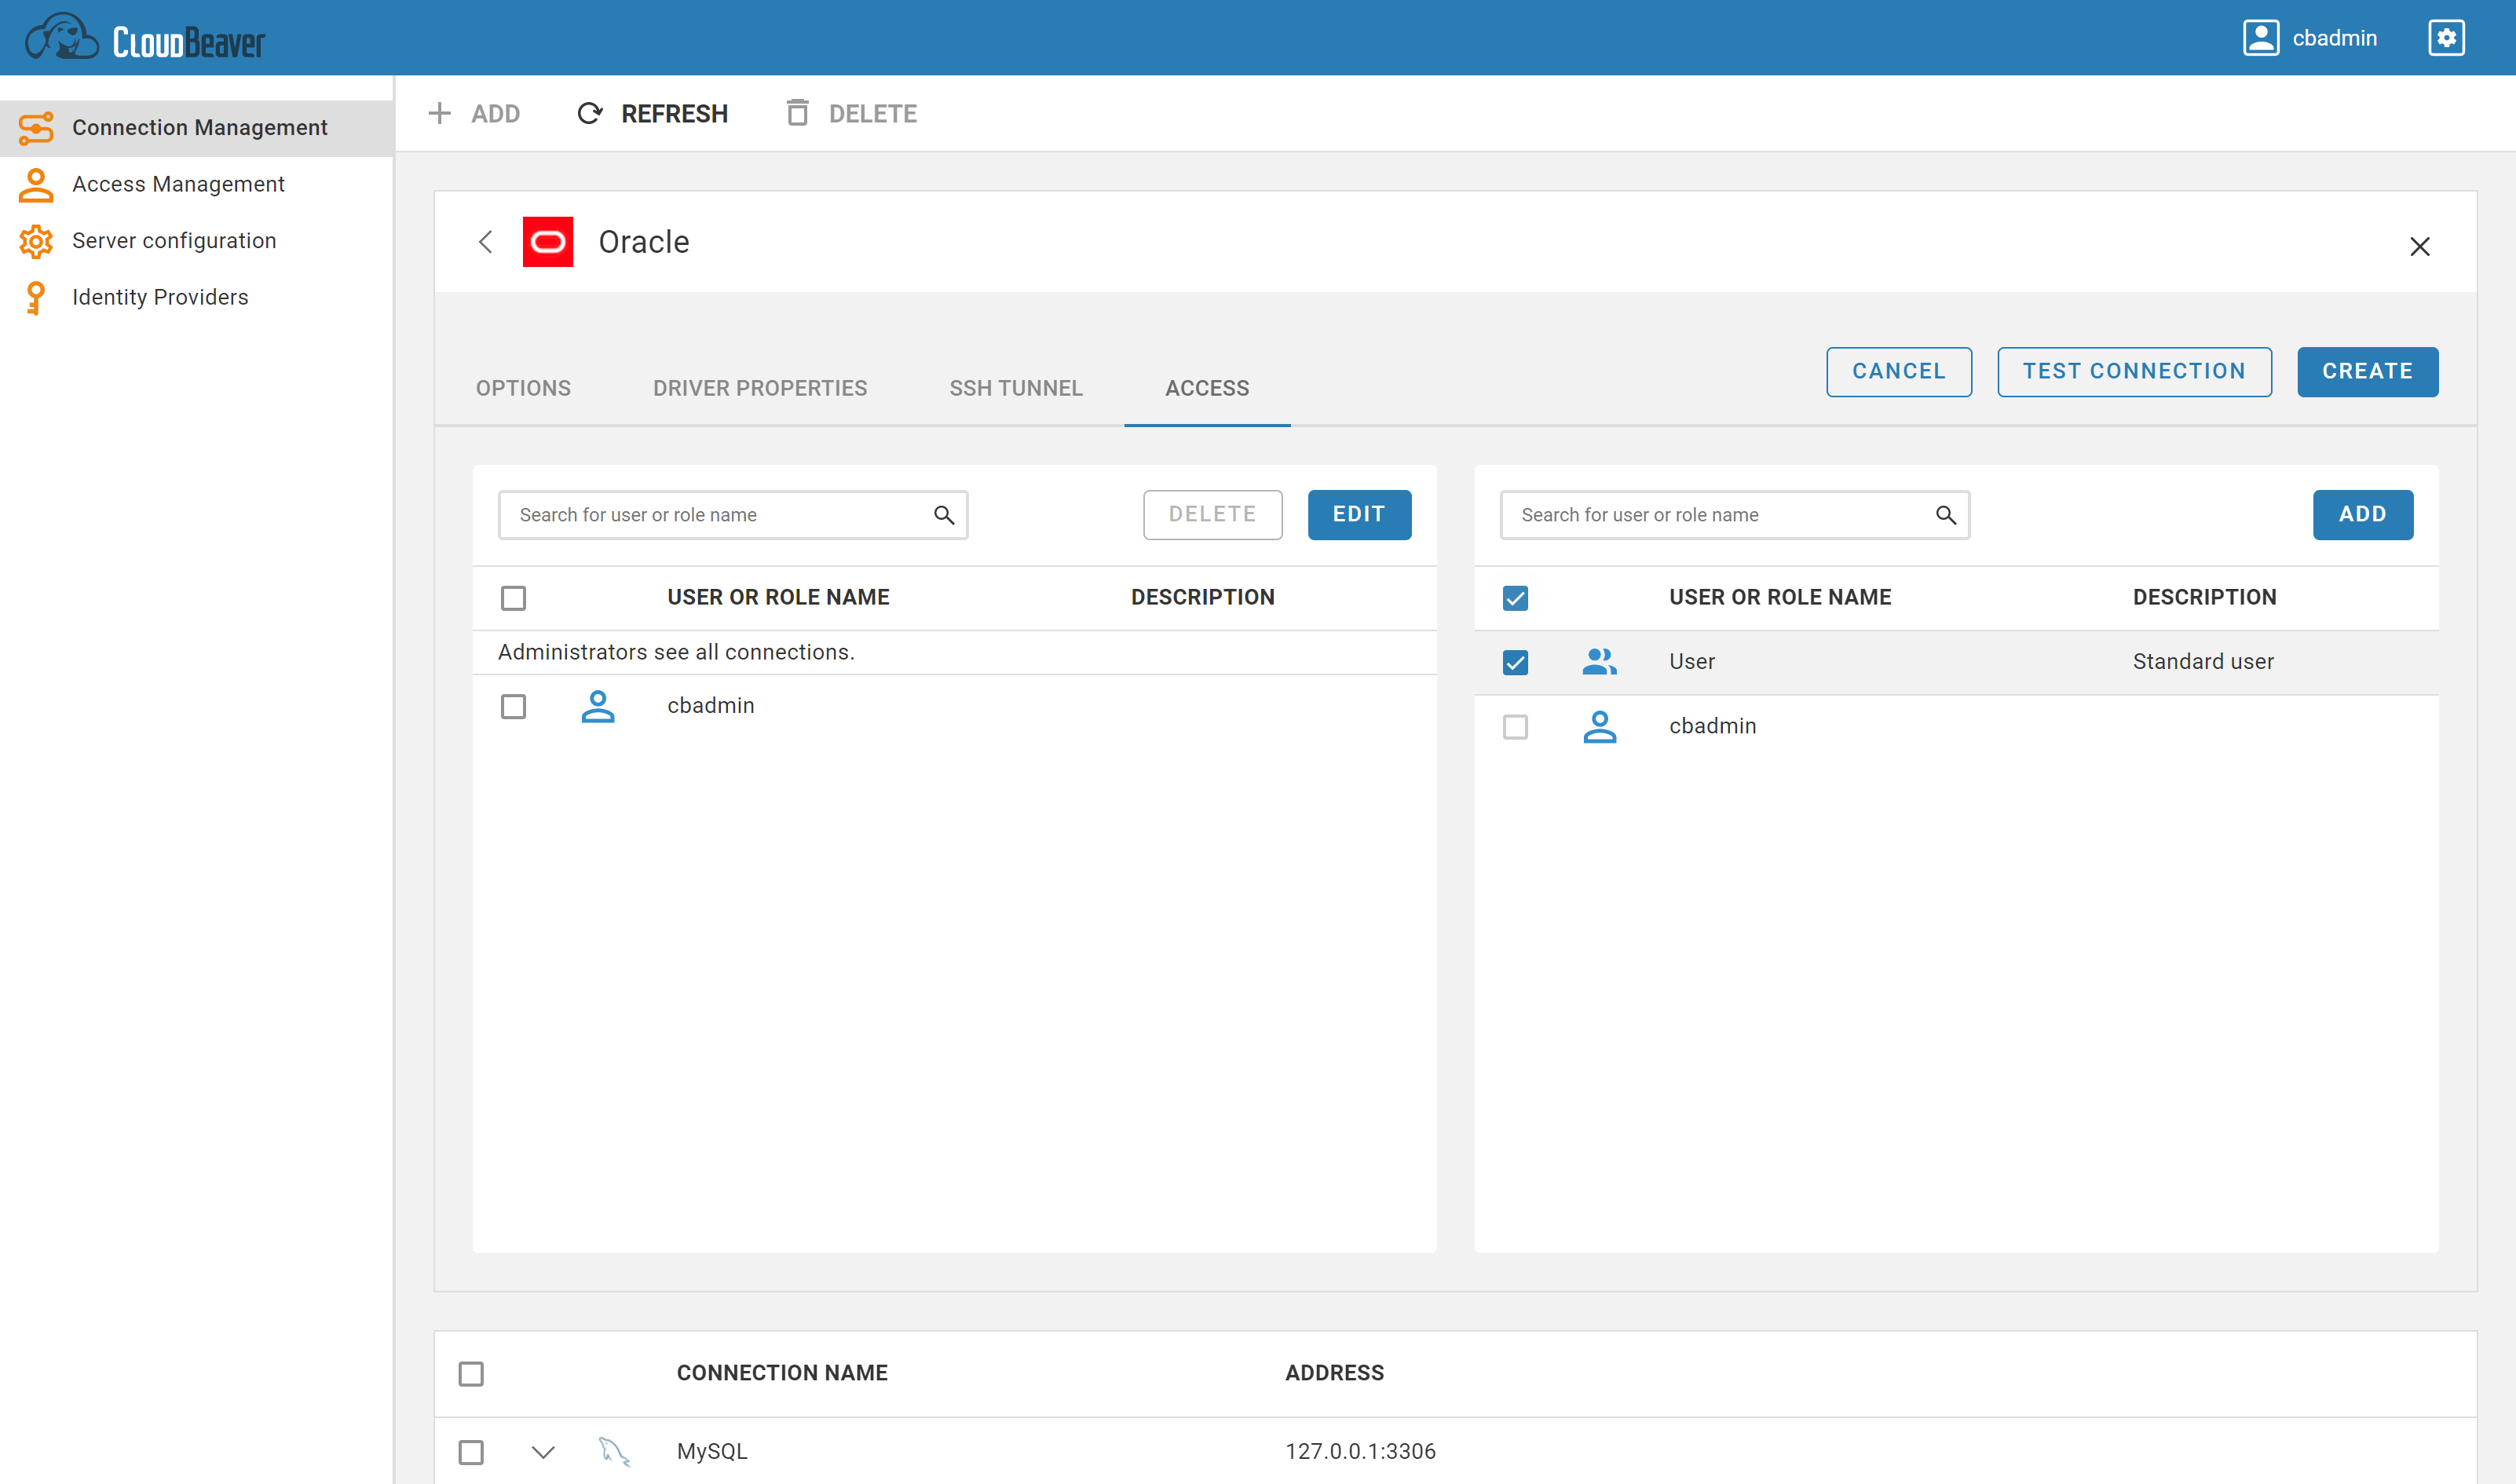 CloudBeaver
cbadmin
Connection Management
Access Management
Server configuration
Identity Providers
ADD REFRESH DELETE
Oracle
OPTIONS DRIVER PROPERTIES SSH TUNNEL ACCESS
CANCEL TEST CONNECTION CREATE
Search for user or role name DELETE EDIT
USER OR ROLE NAME DESCRIPTION
Administrators see all connections.
cbadmin
Search for user or role name ADD
USER OR ROLE NAME DESCRIPTION
User Standard user
cbadmin
CONNECTION NAME ADDRESS
MySQL 127.0.0.1:3306